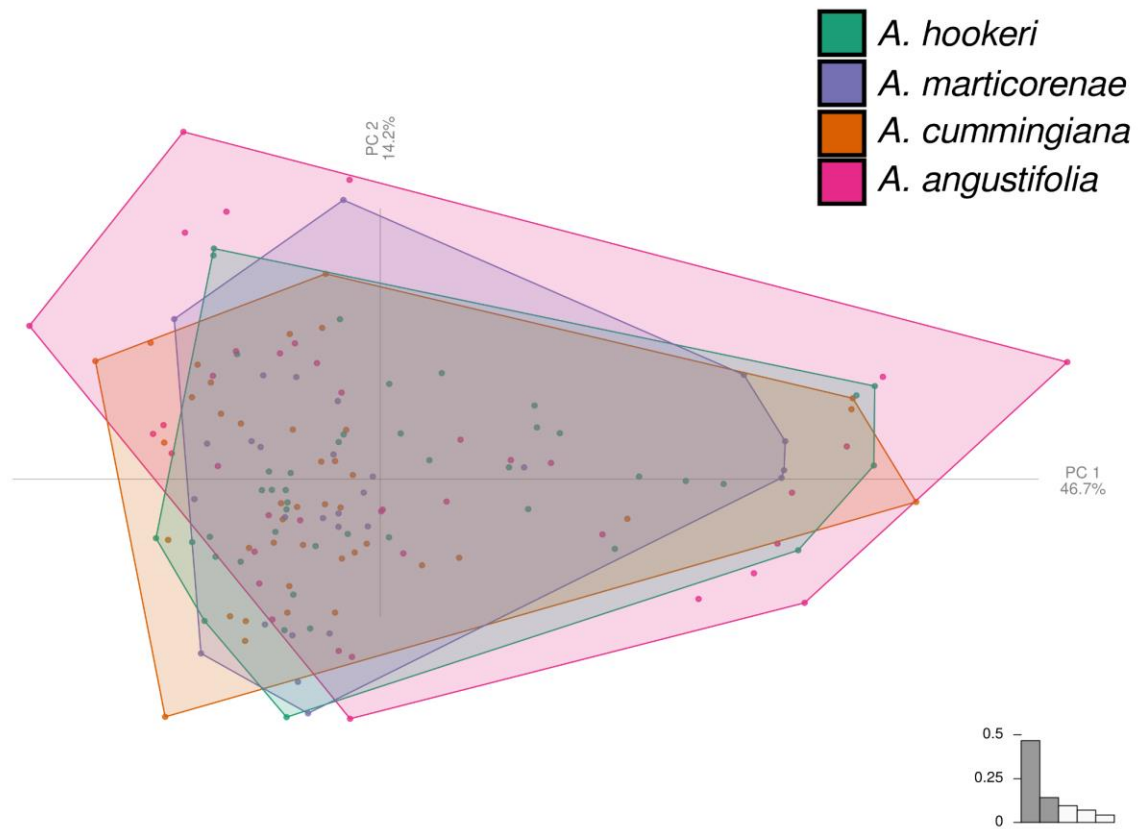 A. hookeri
A. marticorenae
A. cummingiana
A. angustifolia
PC 2
14.2%
PC 1
46.7%
0.5
0.25
0